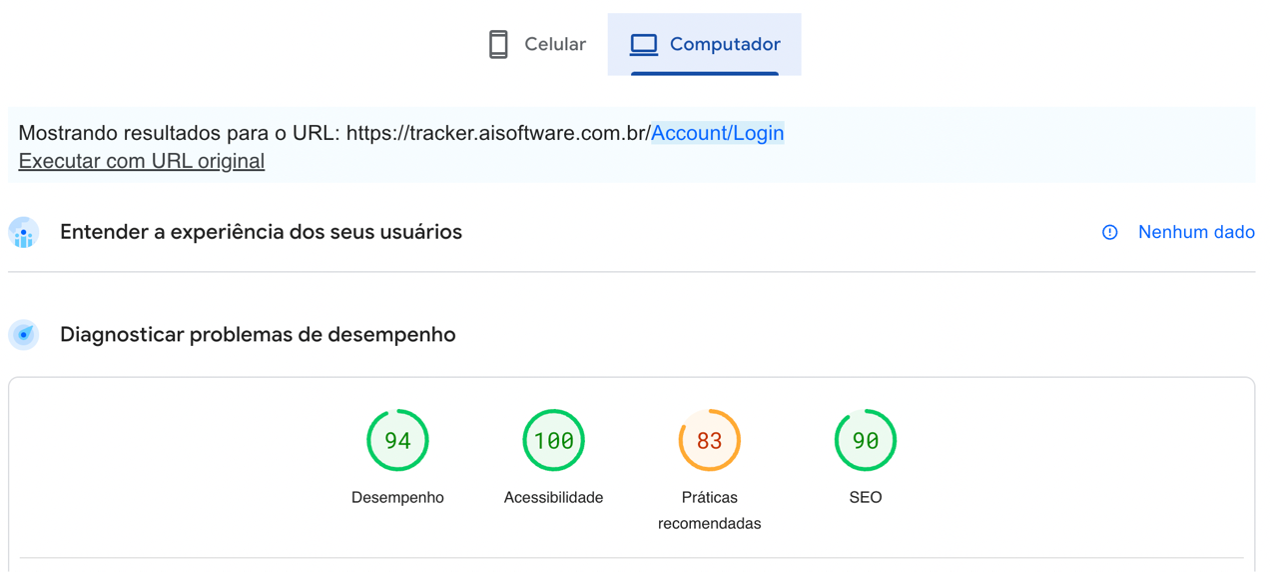 Celular
Computador
Mostrando resultados para o URL: https://tracker.aisoftware.com.br/Account/Login
Executar com URL original
Entender a experiência dos seus usuários
Nenhum dado
Diagnosticar problemas de desempenho
94
100
83
90
Desempenho
Acessibilidade
Práticas
recomendadas
SEO